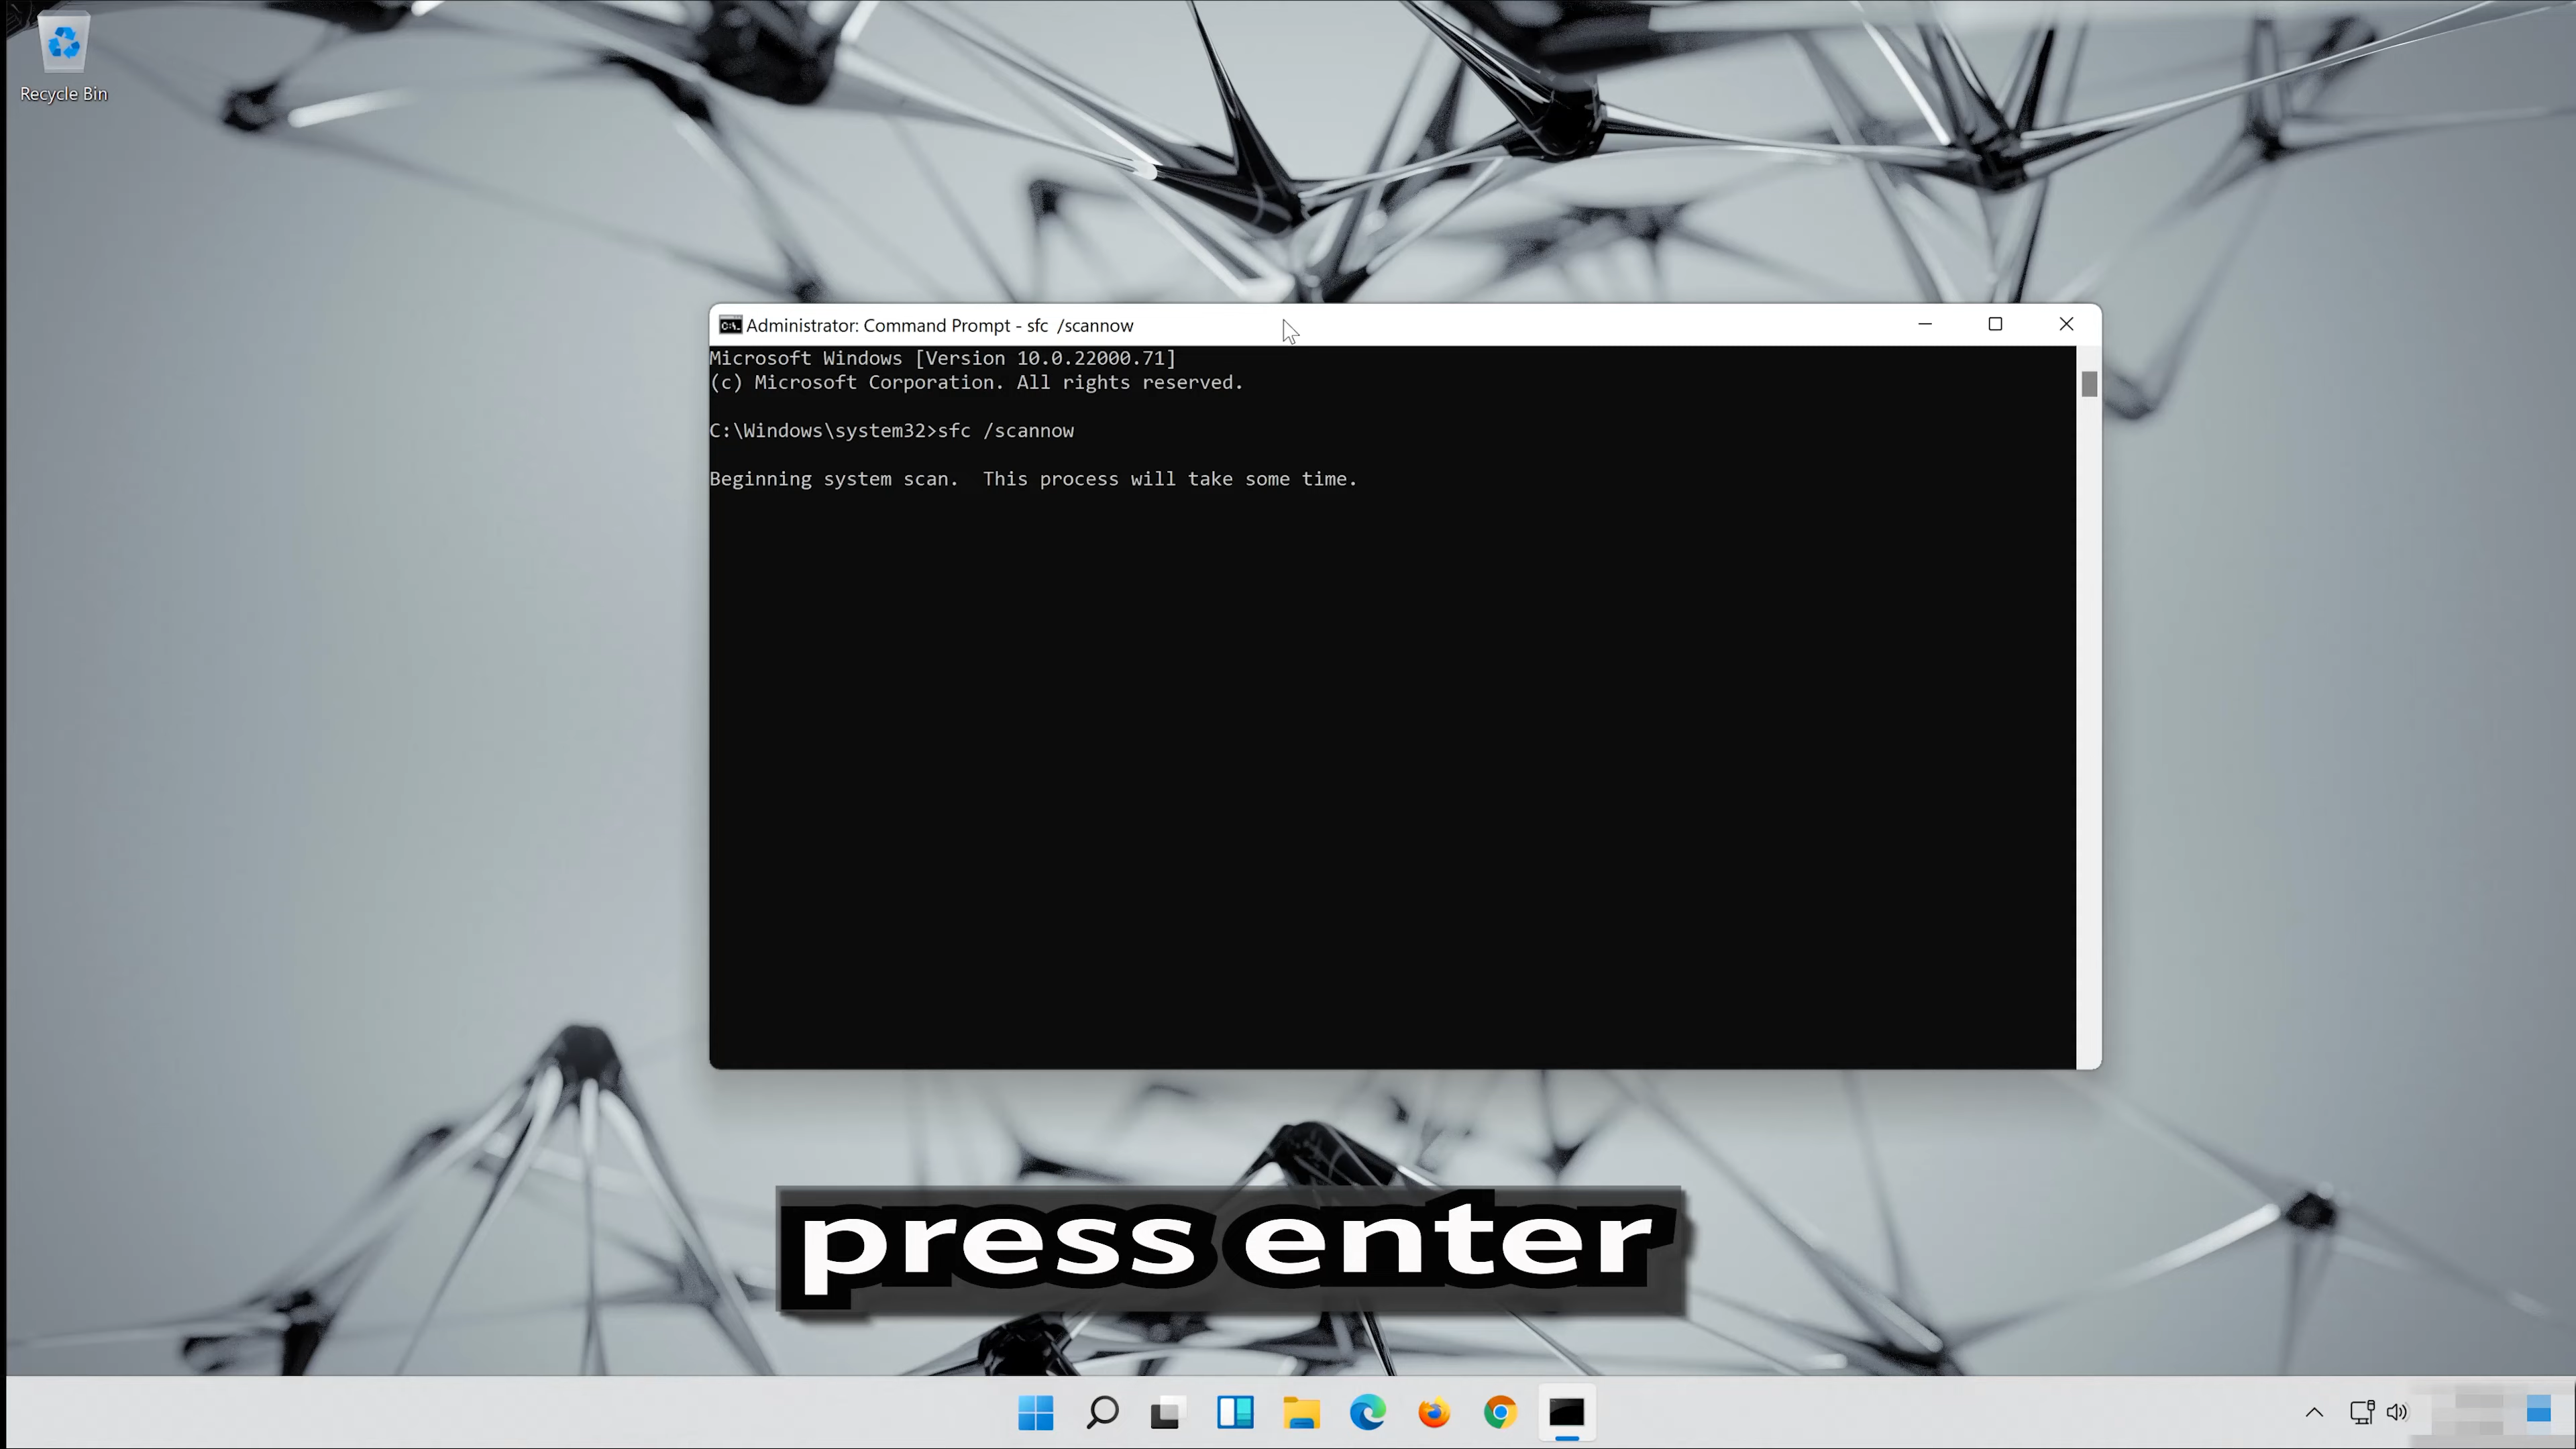 Recycle Bin
Administrator: Command Prompt - sfc  /scannow
Microsoft Windows [Version 10.0.22000.71]
(c) Microsoft Corporation. All rights reserved.
C:\Windows\system32>sfc /scannow
Beginning system scan.  This process will take some time.
press enter